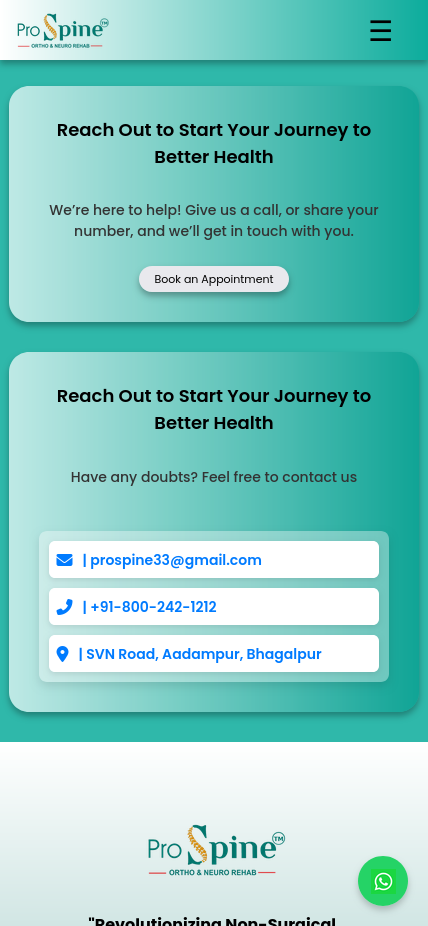 ProSpine TM
ORTHO & NEURO REHAB
Reach Out to Start Your Journey to
Better Health
We’re here to help! Give us a call, or share your
number, and we’ll get in touch with you.
Book an Appointment
Reach Out to Start Your Journey to
Better Health
Have any doubts? Feel free to contact us
| prospine33@gmail.com
| +91-800-242-1212
| SVN Road, Aadampur, Bhagalpur
ProSpine TM
ORTHO & NEURO REHAB
"Revolutionizing Non-Surgical